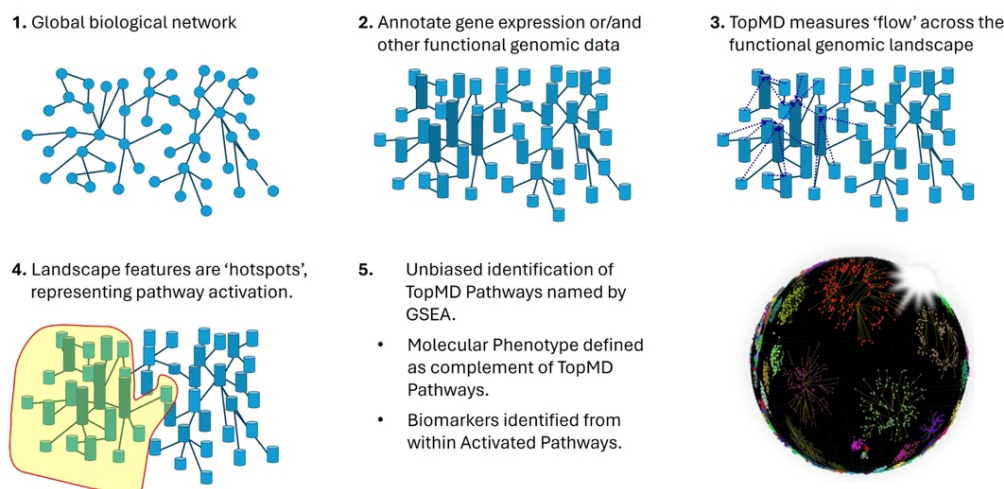 1. Global biological network
2. Annotate gene expression or/and
other functional genomic data
3. TopMD measures ‘flow’ across the
functional genomic landscape
4. Landscape features are ‘hotspots’,
representing pathway activation.
5. Unbiased identification of
TopMD Pathways named by
GSEA.
• Molecular Phenotype defined
as complement of TopMD
Pathways.
• Biomarkers identified from
within Activated Pathways.